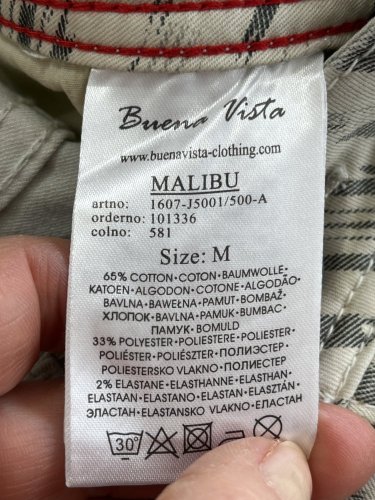 Buena Vista
www.buenavista-clothing.com
MALIBU
artno: 1607-J5001/500-A
orderno: 101336
colno: 581
Size: M
65% COTTON•COTON•BAUMWOLLE•
KATOEN•ALGODON•COTONE•ALGODÃO•
BAVLNA•BAWEŁNA•PAMUT•BOMBAŽ•
ХЛОПОК•BAVLNA•PAMUK•BUMBAC•
ПАМУК•BOMULD
33% POLYESTER•POLIESTERE•POLIESTER•
POLIÉSTER•POLIÉSZTER•ПОЛИЭСТЕР•
POLIESTERSKO VLAKNO•ПОЛИЕСТЕР
2% ELASTANE•ELASTHANNE•ELASTHAN•
ELASTAAN•ELASTANO•ELASTAN•ELASZTÁN•
ЭЛАСТАН•ELASTANSKO VLAKNO•ЕЛАСТАН
30°